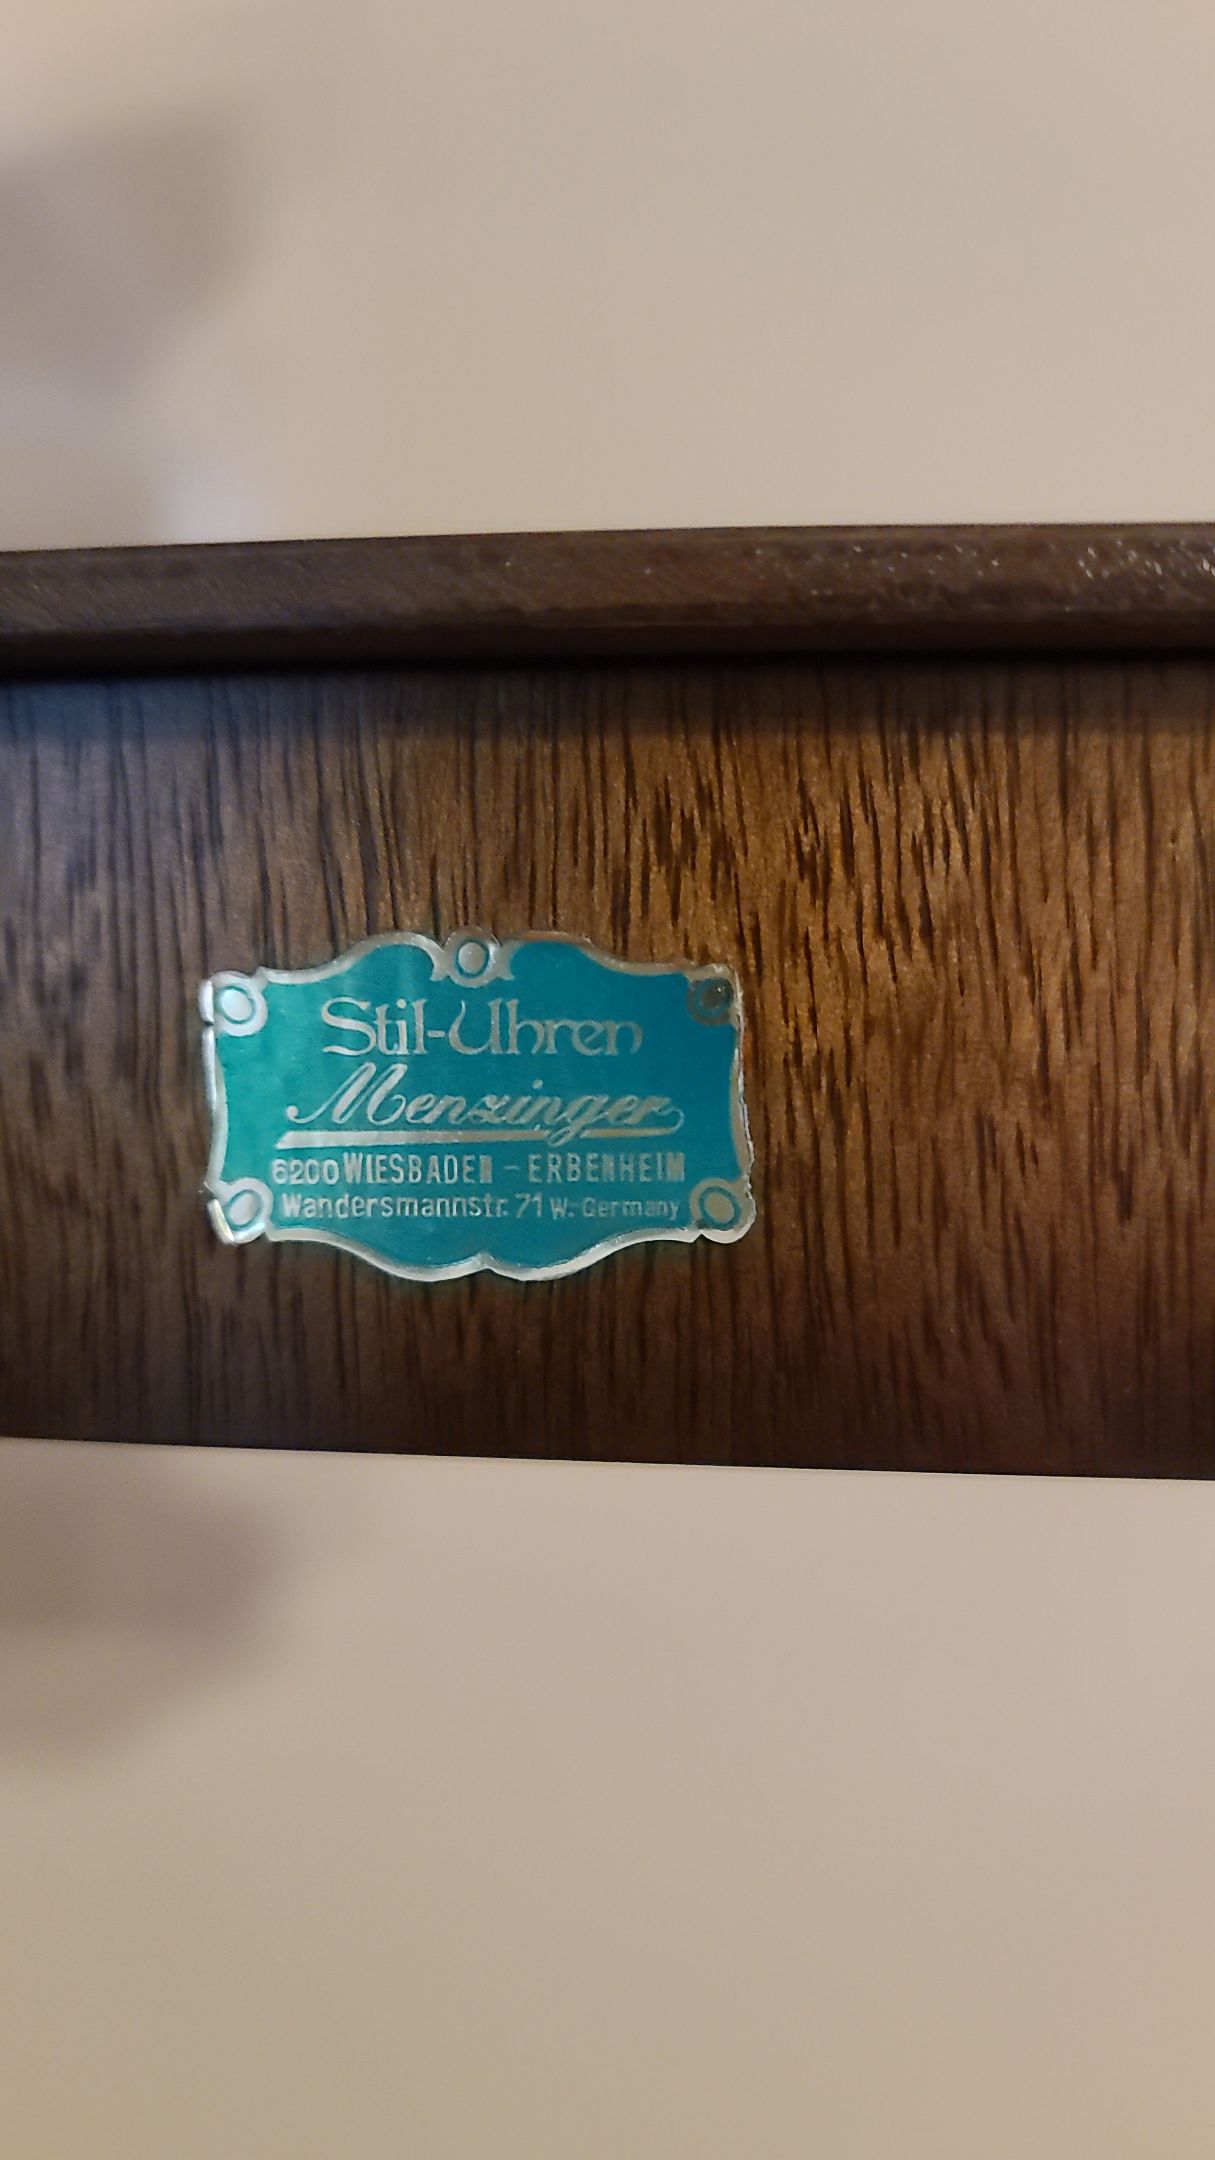 Stil-Uhren
Menzinger
6200 WIESBADEN - ERBENHEIM
Wandersmannstr. 71 W.-Germany